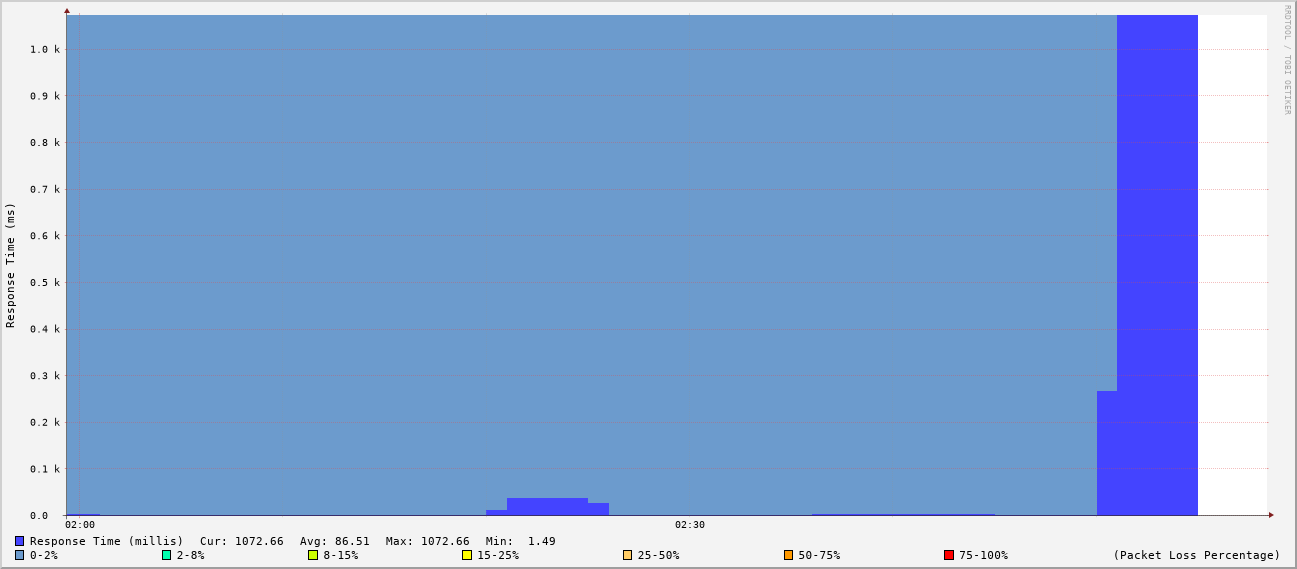 RRDTOOL / TOBI OETIKER
Response Time (ms)
1.0 k
0.9 k
0.8 k
0.7 k
0.6 k
0.5 k
0.4 k
0.3 k
0.2 k
0.1 k
0.0
02:00 02:30
Response Time (millis) Cur: 1072.66 Avg: 86.51 Max: 1072.66 Min: 1.49
0-2% 2-8% 8-15% 15-25% 25-50% 50-75% 75-100% (Packet Loss Percentage)